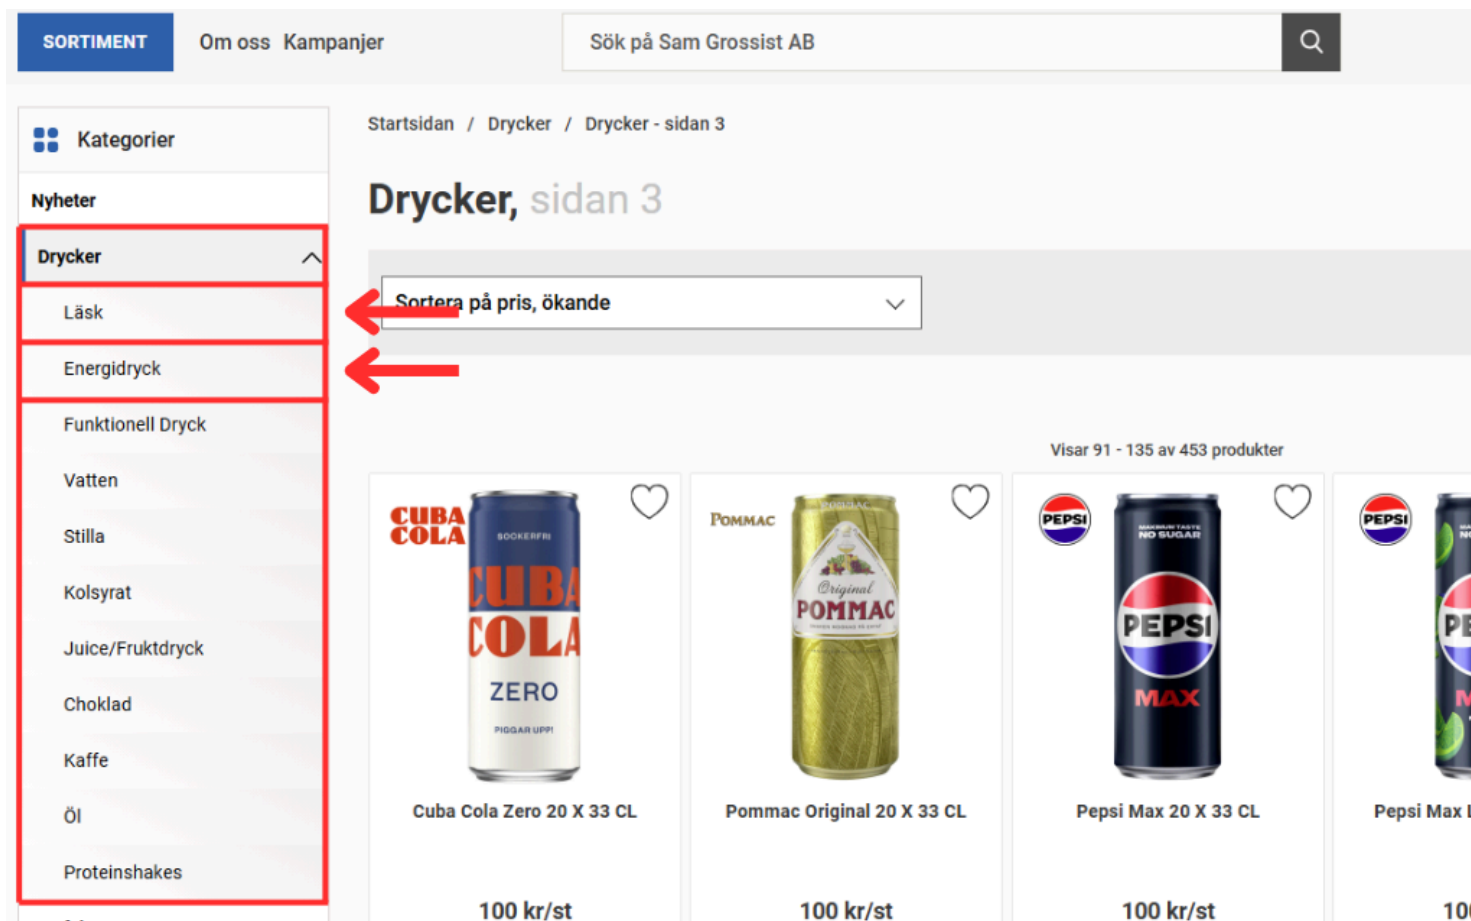 SORTIMENT Om oss Kampanjer Sök på Sam Grossist AB
Kategorier
Nyheter
Drycker
Läsk
Energidryck
Funktionell Dryck
Vatten
Stilla
Kolsyrat
Juice/Fruktdryck
Choklad
Kaffe
Öl
Proteinshakes
Startsidan / Drycker / Drycker - sidan 3
Drycker, sidan 3
Sortera på pris, ökande
Visar 91 - 135 av 453 produkter
CUBA
COLA
SOCKERFRI
CUBA
COLA
ZERO
PIGGAR UPP!
Cuba Cola Zero 20 X 33 CL
100 kr/st
POMMAC
Original
POMMAC
Pommac Original 20 X 33 CL
100 kr/st
PEPSI
MAXIMUM TASTE
NO SUGAR
PEPSI
MAX
Pepsi Max 20 X 33 CL
100 kr/st
PEPSI
Pepsi Max